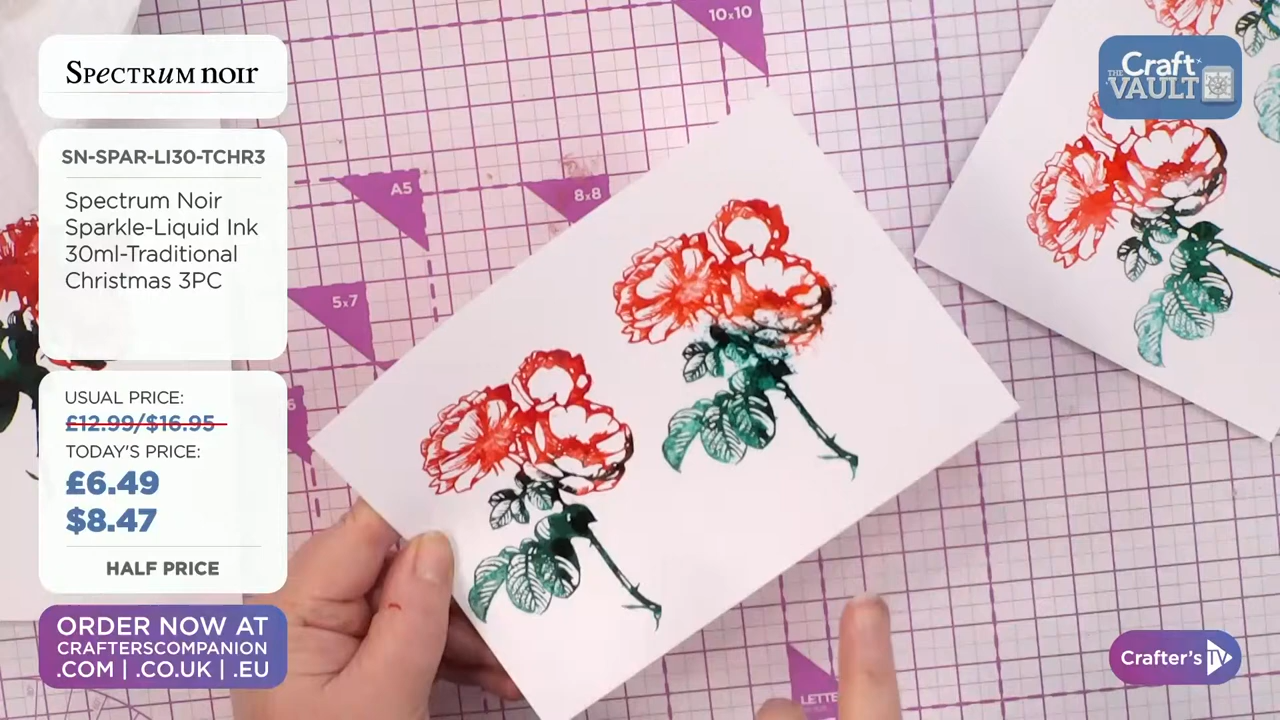 SPECTRUM noir
SN-SPAR-LI30-TCHR3
Spectrum Noir
Sparkle-Liquid Ink
30ml-Traditional
Christmas 3PC
USUAL PRICE:
£12.99/$16.95
TODAY'S PRICE:
£6.49
$8.47
HALF PRICE
ORDER NOW AT
CRAFTERSCOMPANION
.COM | .CO.UK | .EU
10x10
A5
8x8
5x7
6
LETTE
THE Craft
VAULT
Crafter's TV